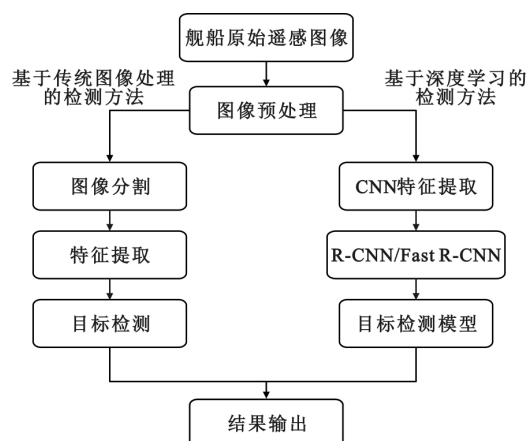 舰船原始遥感图像
基于传统图像处理
的检测方法
基于深度学习的
检测方法
图像预处理
图像分割
CNN特征提取
特征提取
R-CNN/Fast R-CNN
目标检测
目标检测模型
结果输出